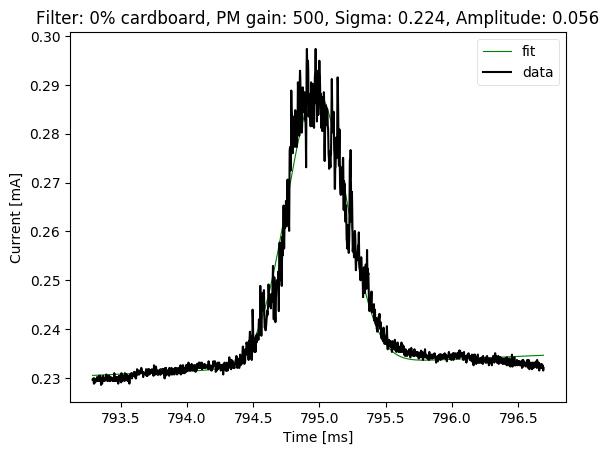 Filter: 0% cardboard, PM gain: 500, Sigma: 0.224, Amplitude: 0.056
0.30
fit
data
0.29
0.28
0.27
0.26
0.25
0.24
0.23
Current [mA]
793.5 794.0 794.5 795.0 795.5 796.0 796.5
Time [ms]